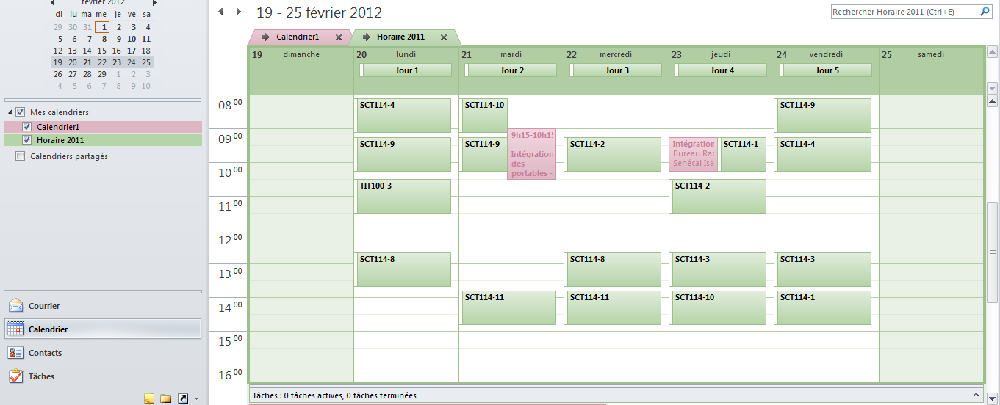 février 2012
di lu ma me je ve sa
29 30 31 1 2 3 4
5 6 7 8 9 10 11
12 13 14 15 16 17 18
19 20 21 22 23 24 25
26 27 28 29 1 2 3
4 5 6 7 8 9 10
Mes calendriers
Calendrier1
Horaire 2011
Calendriers partagés
Courrier
Calendrier
Contacts
Tâches
19 - 25 février 2012
Rechercher Horaire 2011 (Ctrl+E)
Calendrier1
Horaire 2011
19 dimanche 20 lundi 21 mardi 22 mercredi 23 jeudi 24 vendredi 25 samedi
Jour 1 Jour 2 Jour 3 Jour 4 Jour 5
08 00
SCT114-4 SCT114-10 SCT114-9
09 00
9h15-10h1
-
Intégration
des
portables -
SCT114-9 SCT114-9 SCT114-2
Intégration
Bureau Rac
Senécal Isa
SCT114-1 SCT114-4
10 00
TIT100-3 SCT114-2
11 00
12 00
SCT114-8 SCT114-8 SCT114-3 SCT114-3
13 00
SCT114-11 SCT114-11 SCT114-10 SCT114-1
14 00
15 00
16 00
Tâches : 0 tâches actives, 0 tâches terminées